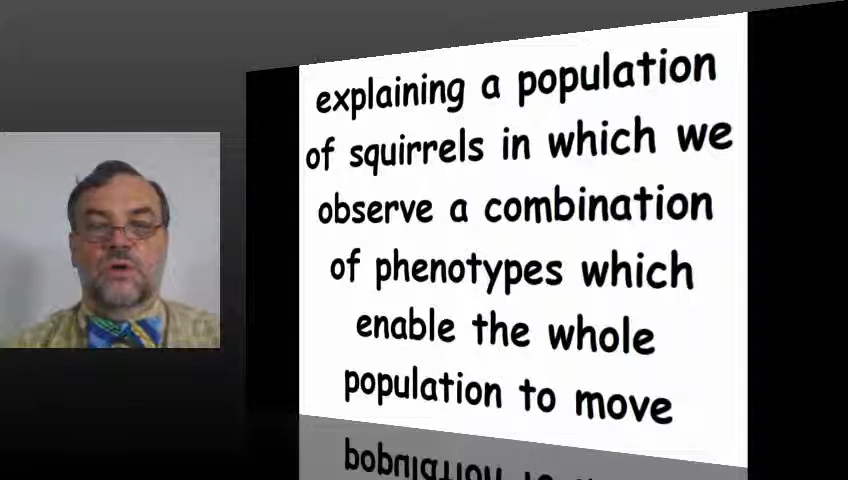 explaining a population
of squirrels in which we
observe a combination
of phenotypes which
enable the whole
population to move